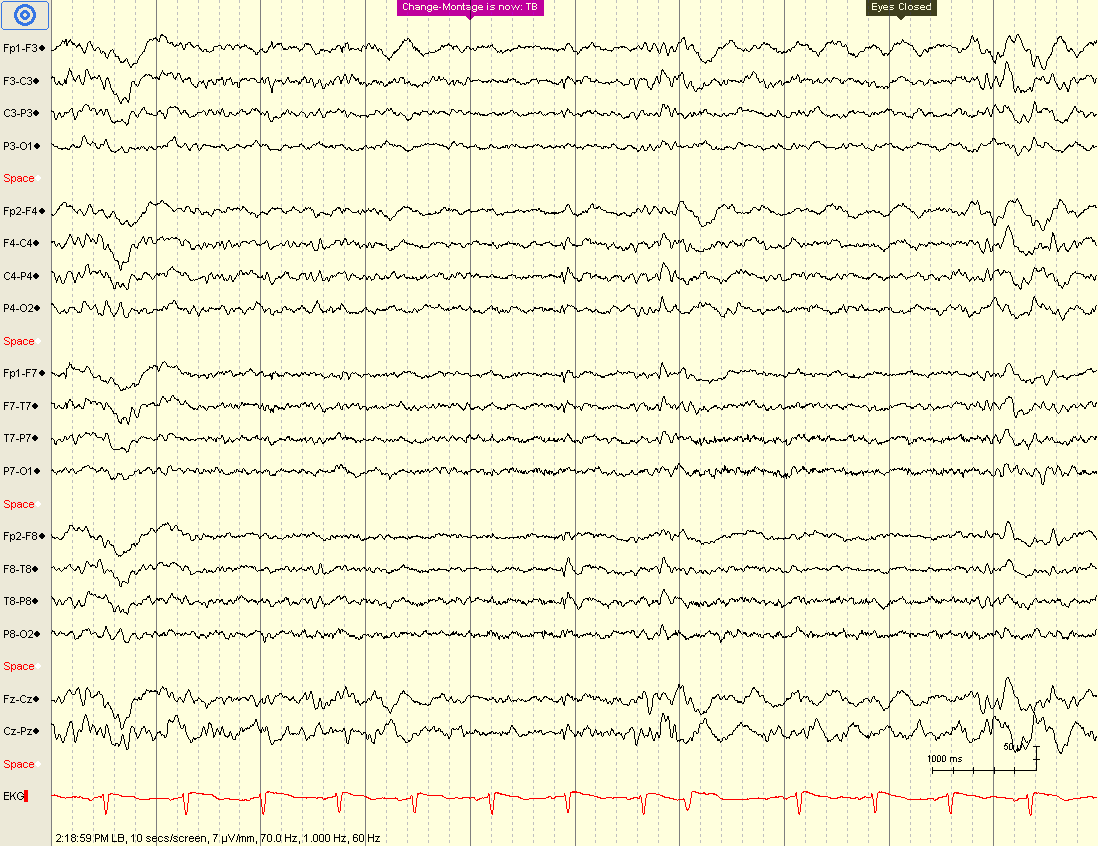 Change-Montage is now: TB
Eyes Closed
Fp1-F3
F3-C3
C3-P3
P3-O1
Space
Fp2-F4
F4-C4
C4-P4
P4-O2
Space
Fp1-F7
F7-T7
T7-P7
P7-O1
Space
Fp2-F8
F8-T8
T8-P8
P8-O2
Space
Fz-Cz
Cz-Pz
50 µV
1000 ms
Space
EKG
2:18:59 PM LB, 10 secs/screen, 7 µV/mm, 70.0 Hz, 1.000 Hz, 60 Hz